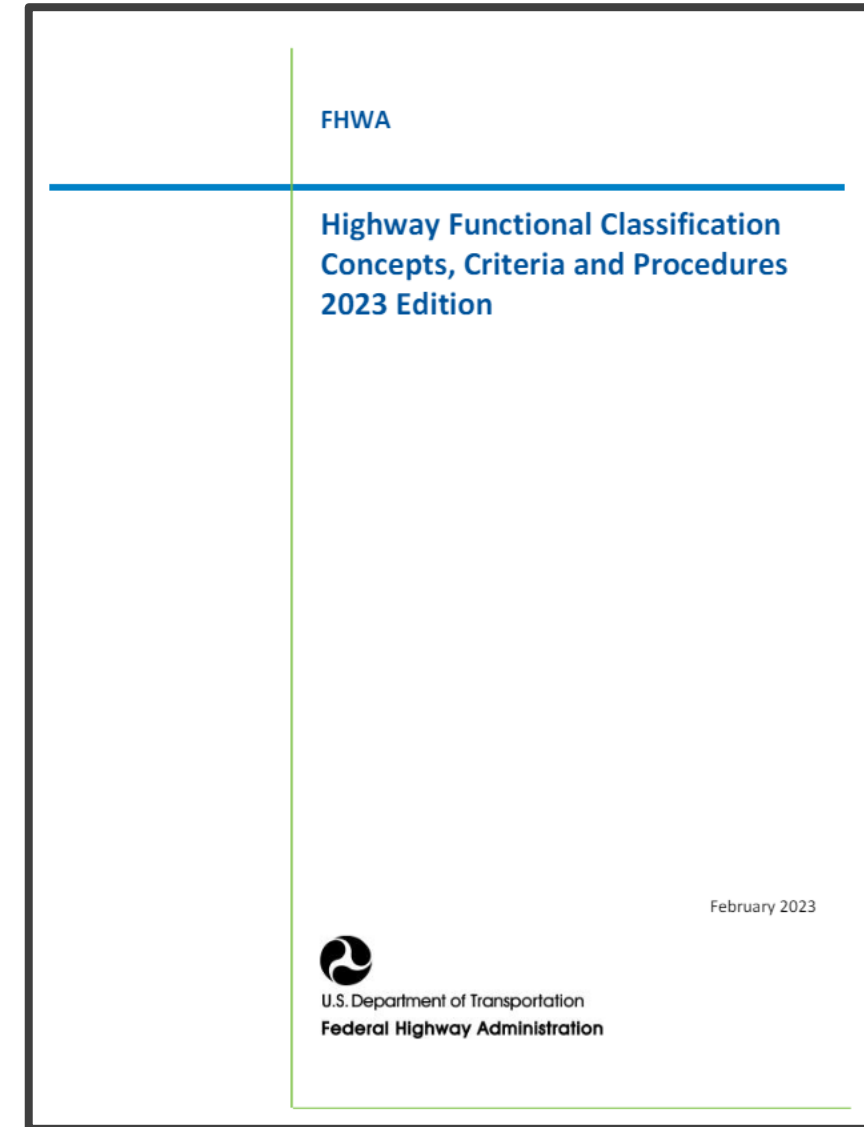 FHWA
Highway Functional Classification
Concepts, Criteria and Procedures
2023 Edition
February 2023
U.S. Department of Transportation
Federal Highway Administration